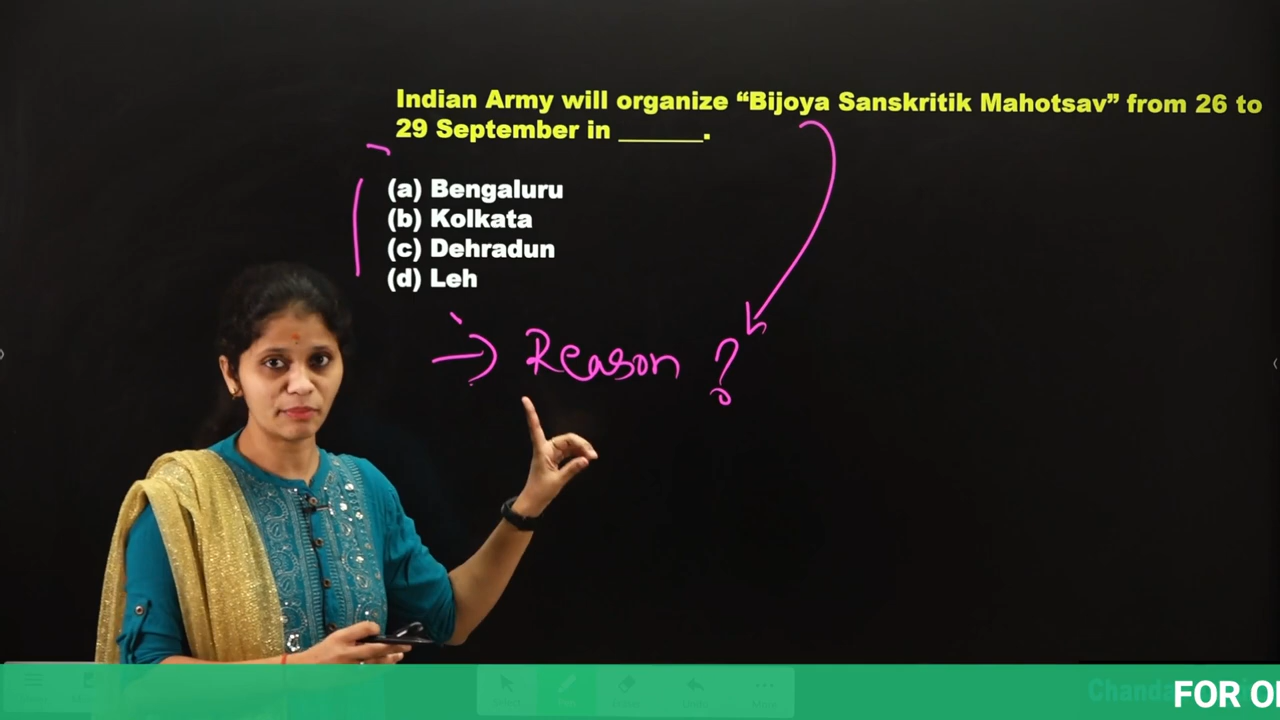 Indian Army will organize “Bijoya Sanskritik Mahotsav” from 26 to
29 September in ______.
(a) Bengaluru
(b) Kolkata
(c) Dehradun
(d) Leh
→ Reason ?
FOR